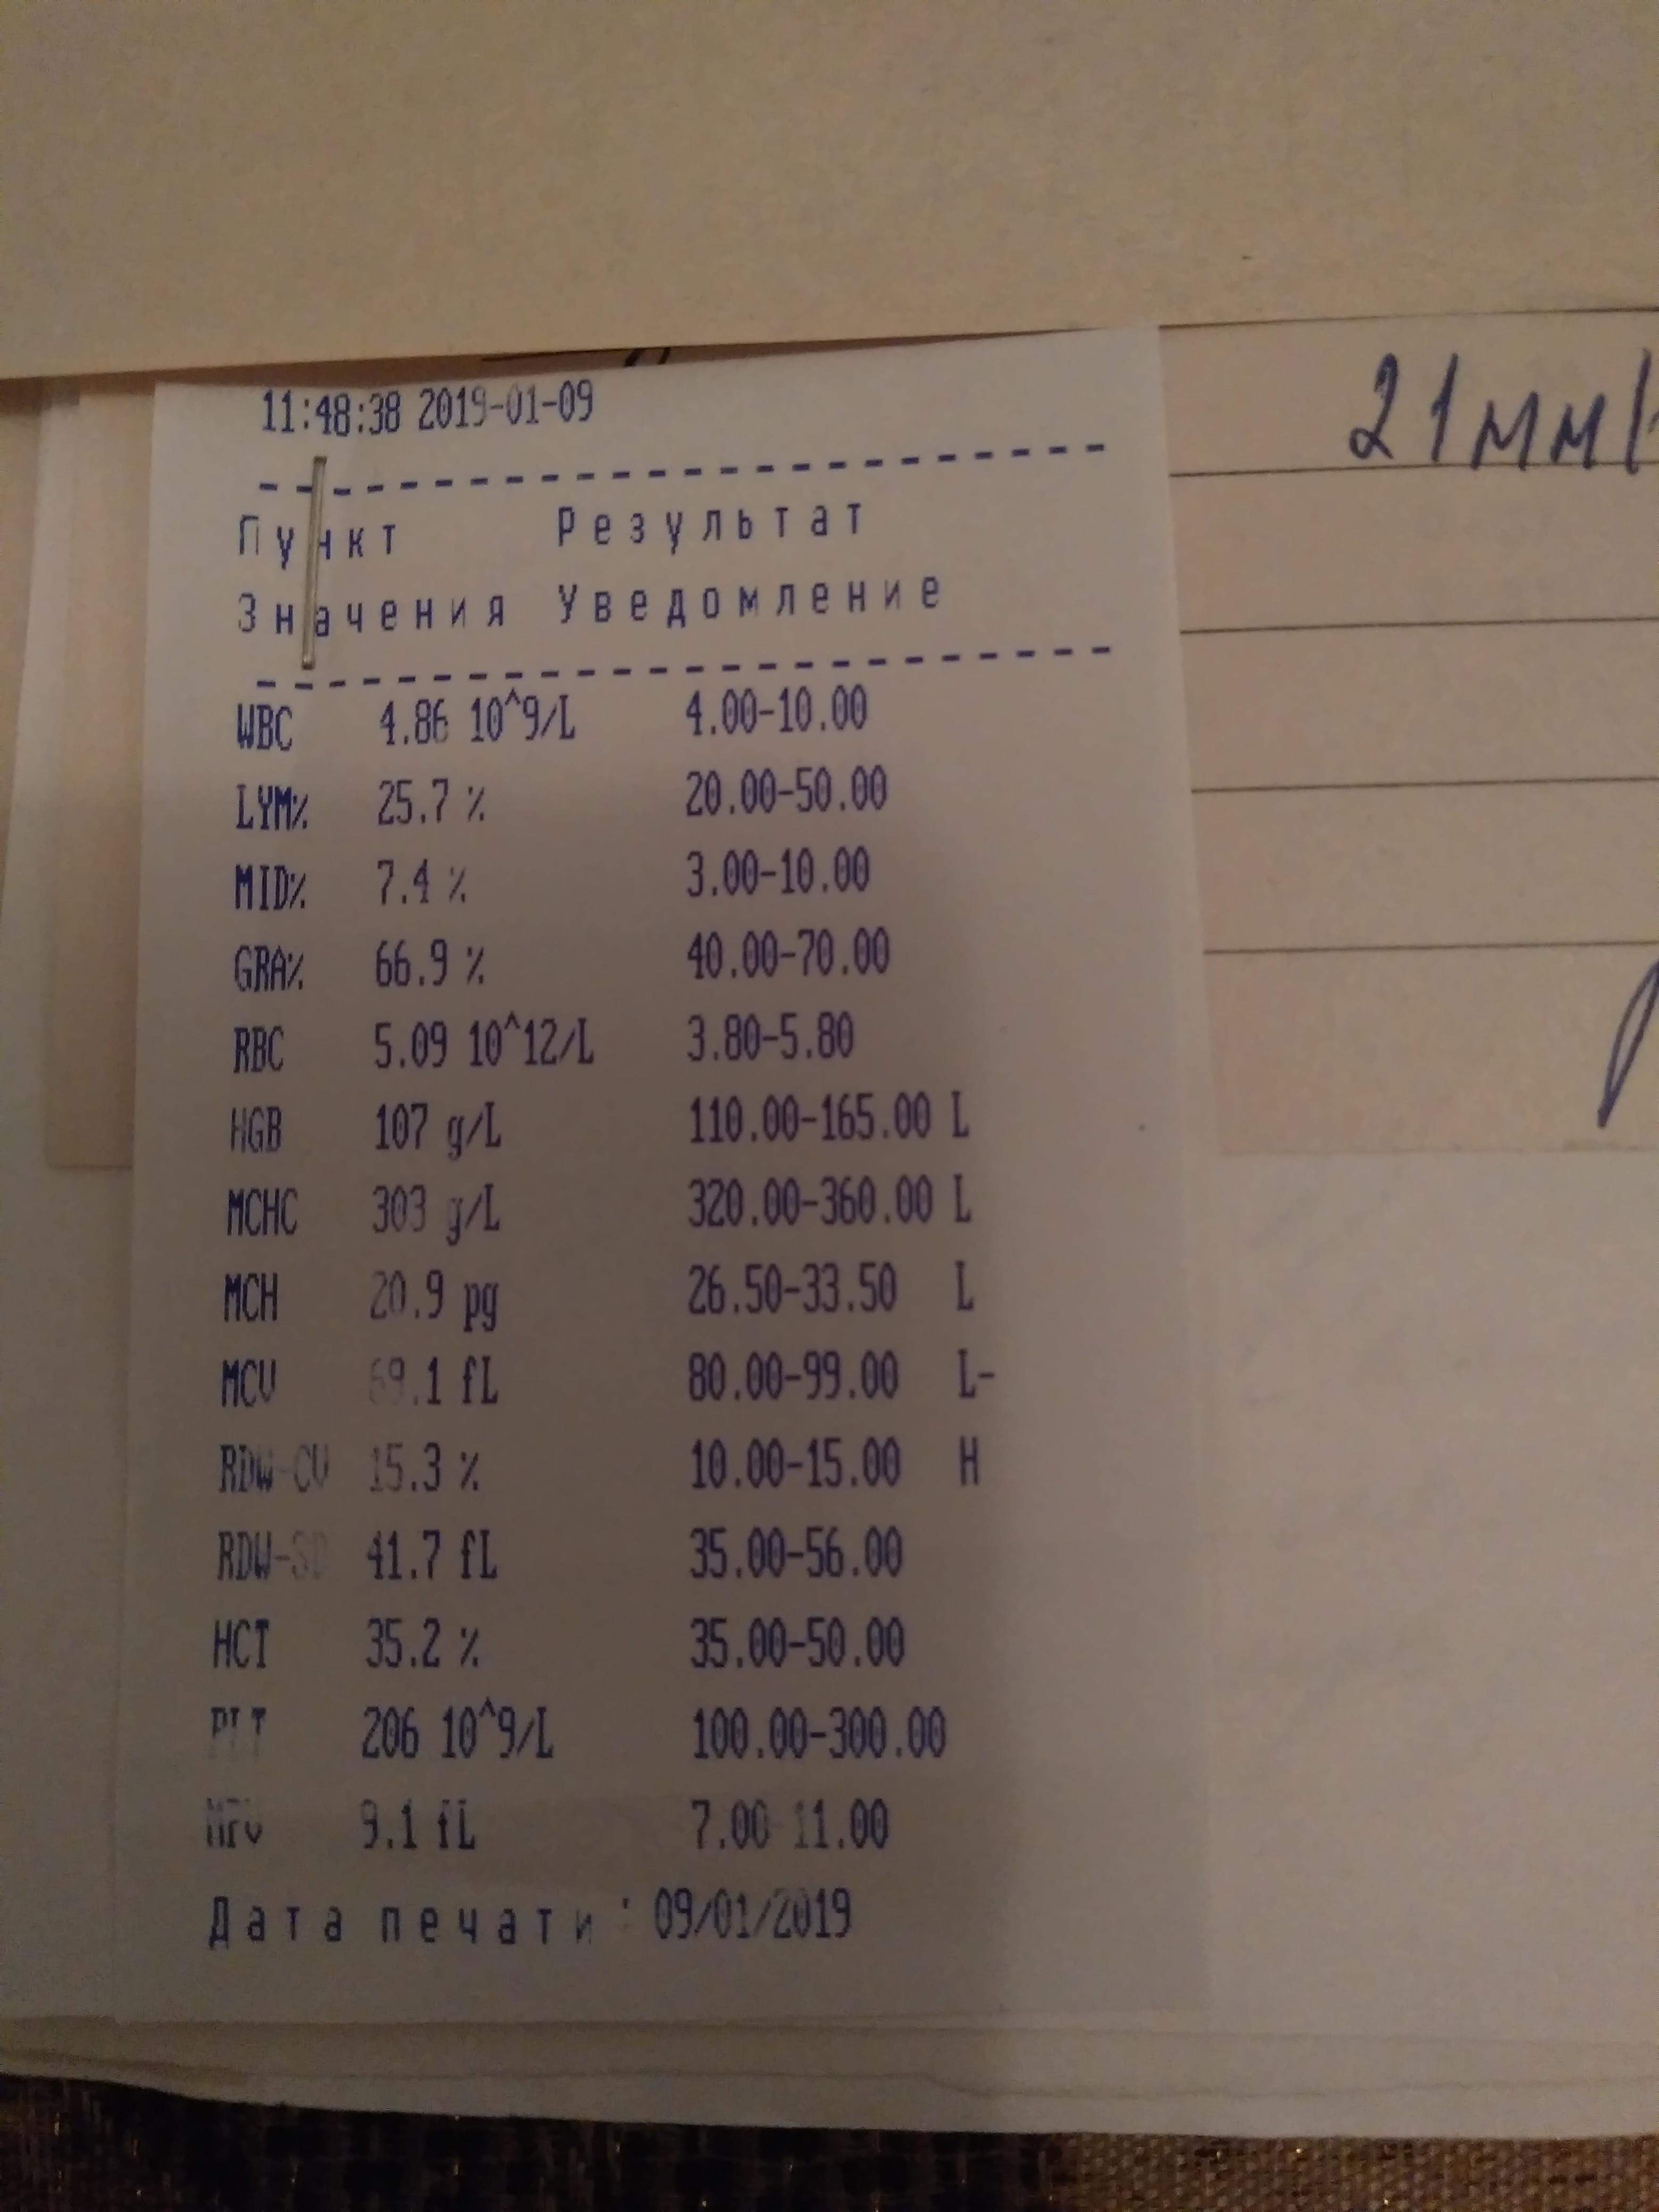 11:48:38 2019-01-09
Пункт Результат
Значения Уведомление
WBC 4.86 10^9/L 4.00-10.00
LYM% 25.7 % 20.00-50.00
MID% 7.4 % 3.00-10.00
GRA% 66.9 % 40.00-70.00
RBC 5.09 10^12/L 3.80-5.80
HGB 107 g/L 110.00-165.00 L
MCHC 303 g/L 320.00-360.00 L
MCH 20.9 pg 26.50-33.50 L
MCV 69.1 fL 80.00-99.00 L-
RDW-CV 15.3 % 10.00-15.00 H
RDW-SD 41.7 fL 35.00-56.00
HCT 35.2 % 35.00-50.00
PLT 206 10^9/L 100.00-300.00
MPV 9.1 fL 7.00 11.00
Дата печати: 09/01/2019
21мм/